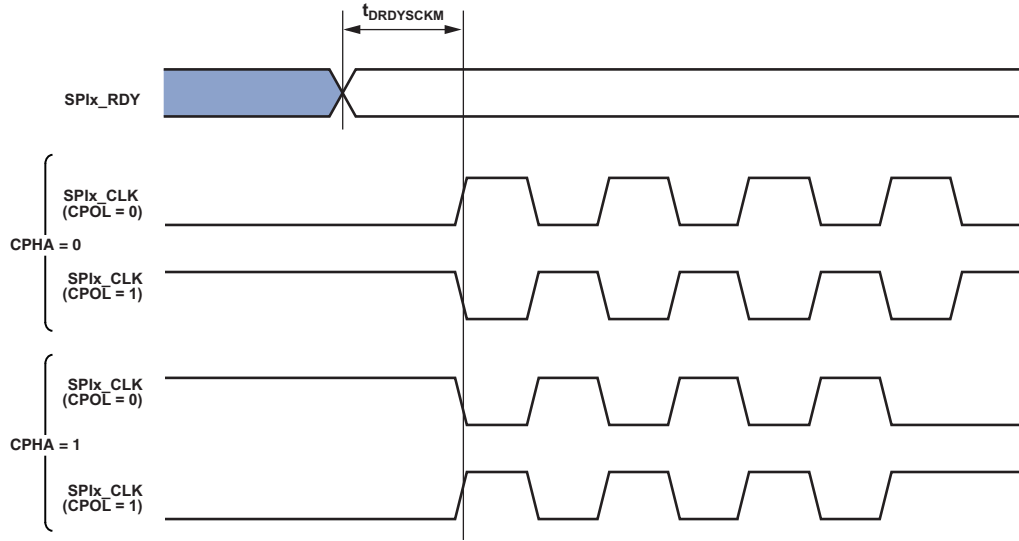 tDRDYSCKM
SPIx_RDY
SPIx_CLK
(CPOL = 0)
CPHA = 0
SPIx_CLK
(CPOL = 1)
SPIx_CLK
(CPOL = 0)
CPHA = 1
SPIx_CLK
(CPOL = 1)